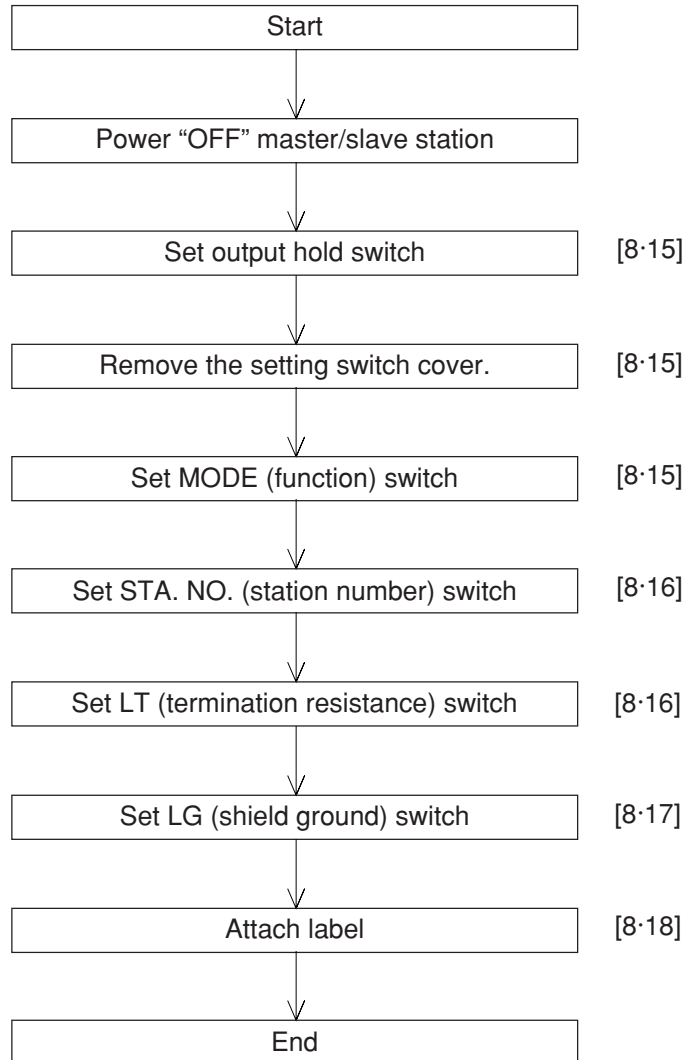 Start
Power “OFF” master/slave station
Set output hold switch [8·15]
Remove the setting switch cover. [8·15]
Set MODE (function) switch [8·15]
Set STA. NO. (station number) switch [8·16]
Set LT (termination resistance) switch [8·16]
Set LG (shield ground) switch [8·17]
Attach label [8·18]
End